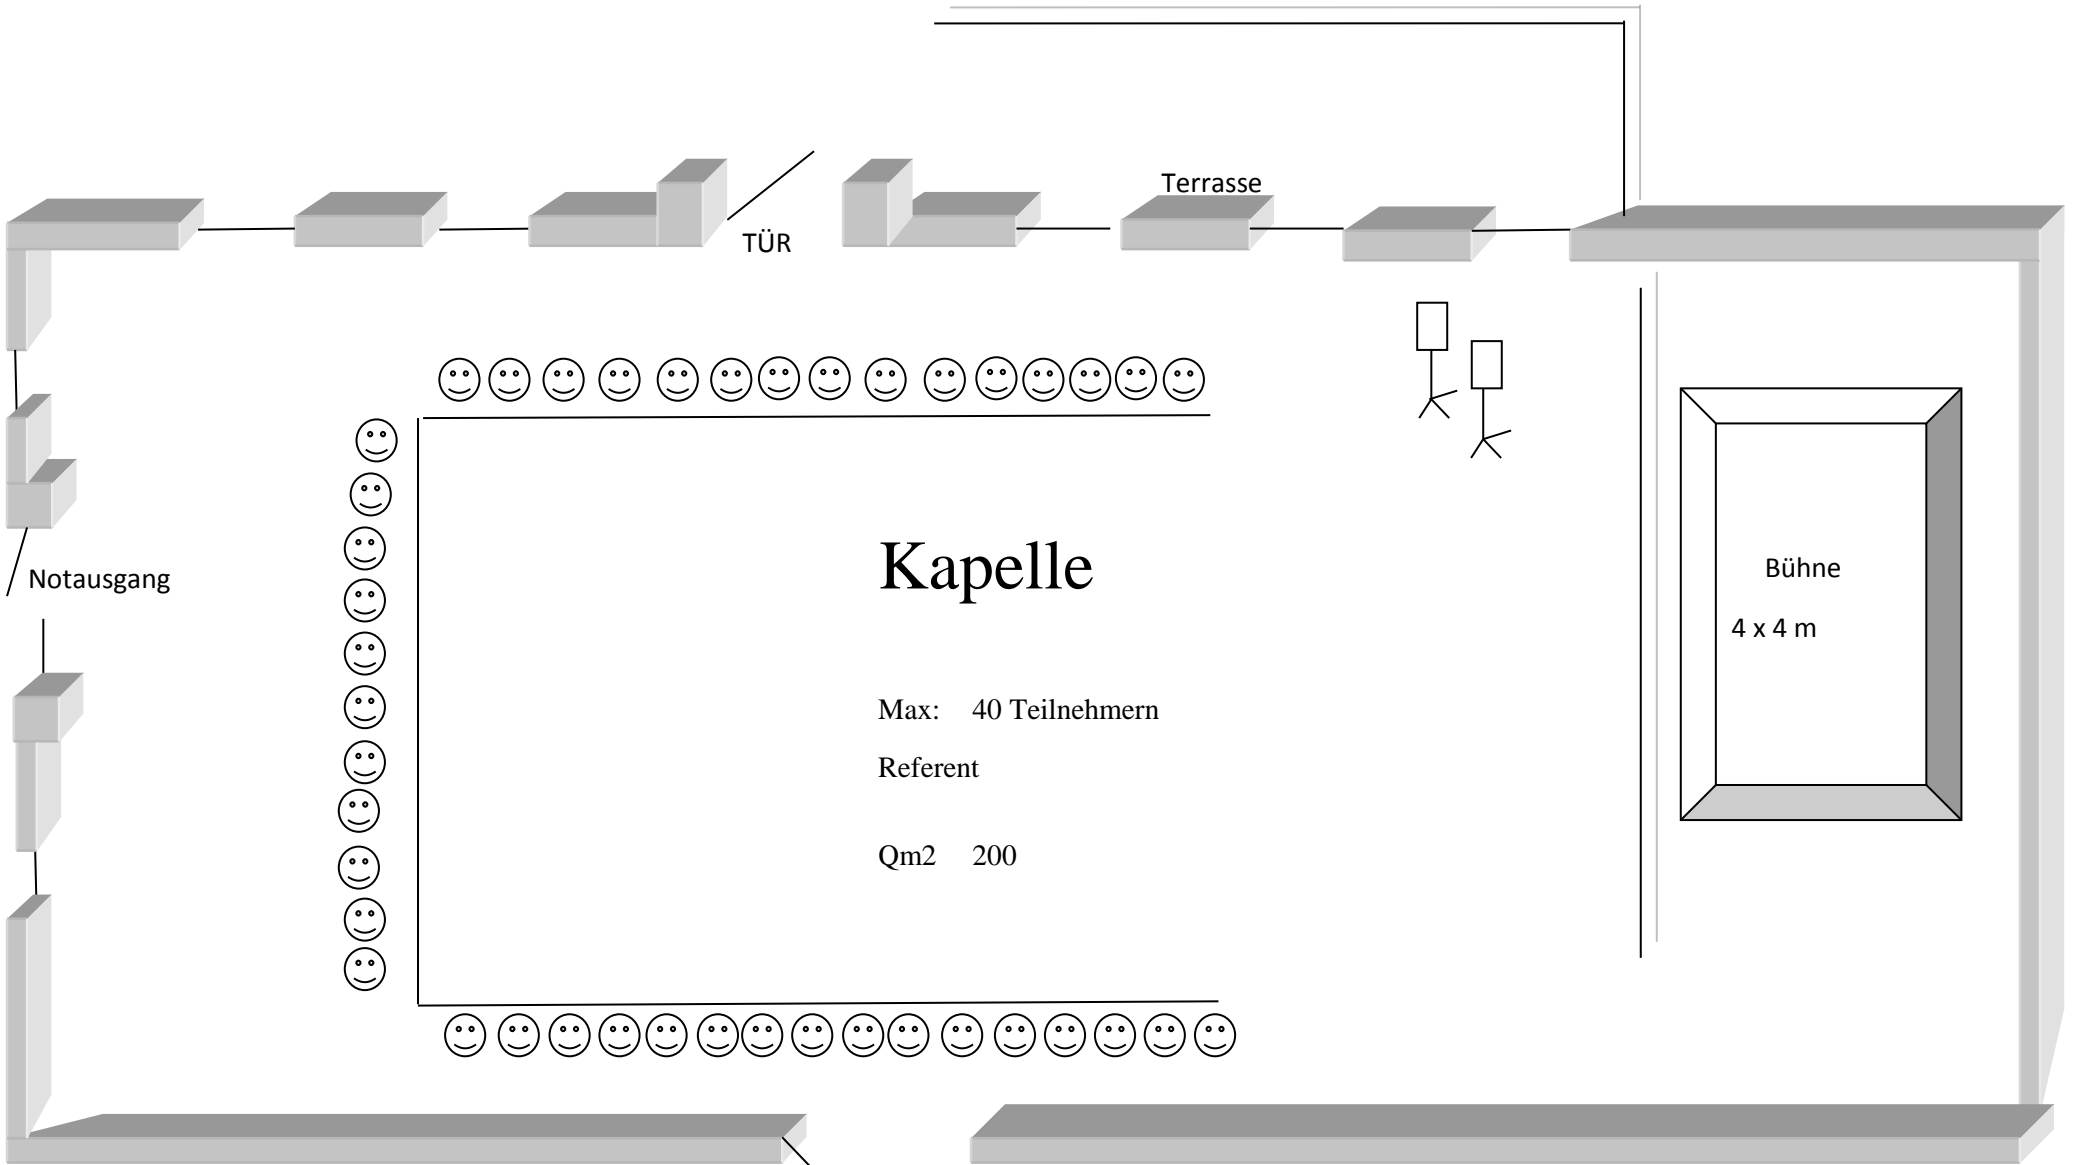 Terrasse
TÜR
Kapelle
Bühne
Notausgang
4 x 4 m
Max: 40 Teilnehmern
Referent
Qm2 200